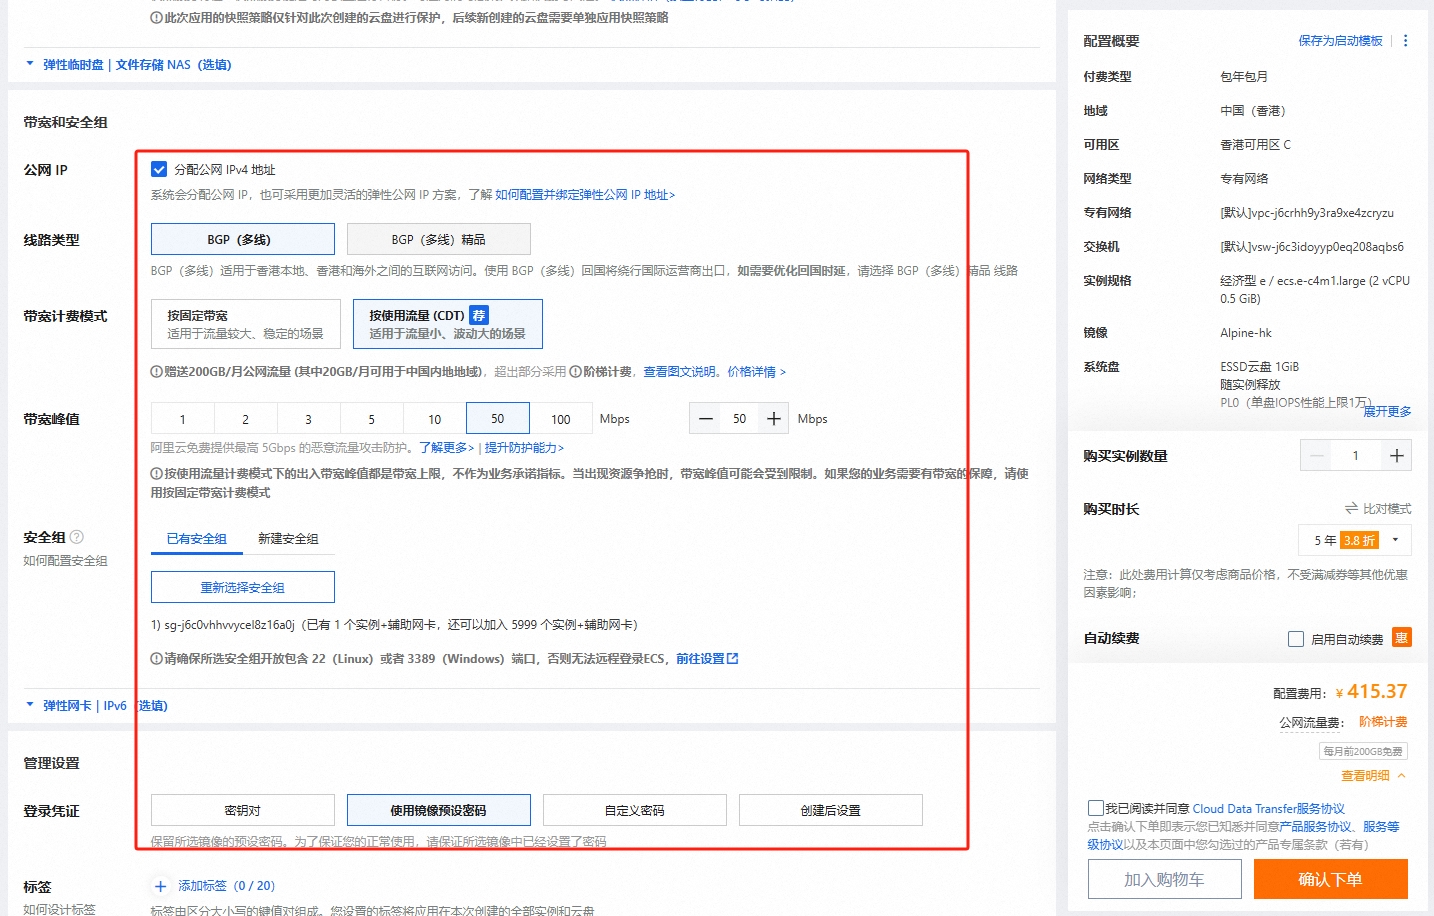 ①此次应用的快照策略仅针对此次创建的云盘进行保护，后续新创建的云盘需要单独应用快照策略
弹性临时盘 | 文件存储 NAS（选填）
带宽和安全组
公网 IP
分配公网 IPv4 地址
系统会分配公网 IP，也可采用更加灵活的弹性公网 IP 方案，了解 如何配置并绑定弹性公网 IP 地址>
线路类型
BGP（多线）
BGP（多线）精品
BGP（多线）适用于香港本地、香港和海外之间的互联网访问。使用 BGP（多线）回国将绕行国际运营商出口，如需要优化回国时延，请选择 BGP（多线）精品 线路
带宽计费模式
按固定带宽
适用于流量较大、稳定的场景
按使用流量 (CDT) 荐
适用于流量小、波动大的场景
赠送200GB/月公网流量 (其中20GB/月可用于中国内地地域)，超出部分采用 阶梯计费，查看图文说明。价格详情 >
带宽峰值
1 2 3 5 10 50 100 Mbps
— 50 + Mbps
阿里云免费提供最高 5Gbps 的恶意流量攻击防护。了解更多> | 提升防护能力>
按使用流量计费模式下的出入带宽峰值都是带宽上限，不作为业务承诺指标。当出现资源争抢时，带宽峰值可能会受到限制。如果您的业务需要有带宽的保障，请使
用按固定带宽计费模式
安全组 ?
如何配置安全组
已有安全组
新建安全组
重新选择安全组
1) sg-j6c0vhhvvycel8z16a0j（已有 1 个实例+辅助网卡，还可以加入 5999 个实例+辅助网卡）
请确保所选安全组开放包含 22（Linux）或者 3389（Windows）端口，否则无法远程登录ECS，前往设置
弹性网卡 | IPv6（选填）
管理设置
登录凭证
密钥对
使用镜像预设密码
自定义密码
创建后设置
保留所选镜像的预设密码。为了保证您的正常使用，请保证所选镜像中已经设置了密码
标签
如何设计标签
+ 添加标签（0 / 20）
标签由区分大小写的键值对组成。您设置的标签将应用在本次创建的全部实例和云盘
配置概要
保存为启动模板
付费类型 包年包月
地域 中国（香港）
可用区 香港可用区 C
网络类型 专有网络
专有网络 [默认]vpc-j6crhh9y3ra9xe4zcryzu
交换机 [默认]vsw-j6c3idoyyp0eq208aqbs6
实例规格 经济型 e / ecs.e-c4m1.large (2 vCPU
0.5 GiB)
镜像 Alpine-hk
系统盘 ESSD云盘 1GiB
随实例释放
PL0（单盘IOPS性能上限1万）
展开更多
购买实例数量 — 1 +
购买时长
比对模式
5 年 3.8 折
注意：此处费用计算仅考虑商品价格，不受满减券等其他优惠
因素影响；
自动续费
启用自动续费 惠
配置费用：¥ 415.37
公网流量费： 阶梯计费
每月前200GB免费
查看明细
我已阅读并同意 Cloud Data Transfer服务协议
点击确认下单即表示您已知悉并同意产品服务协议、服务等
级协议以及本页面中您勾选过的产品专属条款（若有）
加入购物车
确认下单